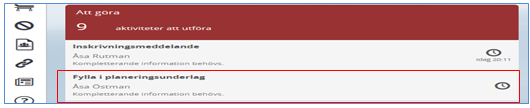 Att göra
9 aktiviteter att utföra
Inskrivningsmeddelande
Åsa Rutman
Kompletterande information behövs.
Idag 20:11
Fylla i planeringsunderlag
Åsa Östman
Kompletterande information behövs.